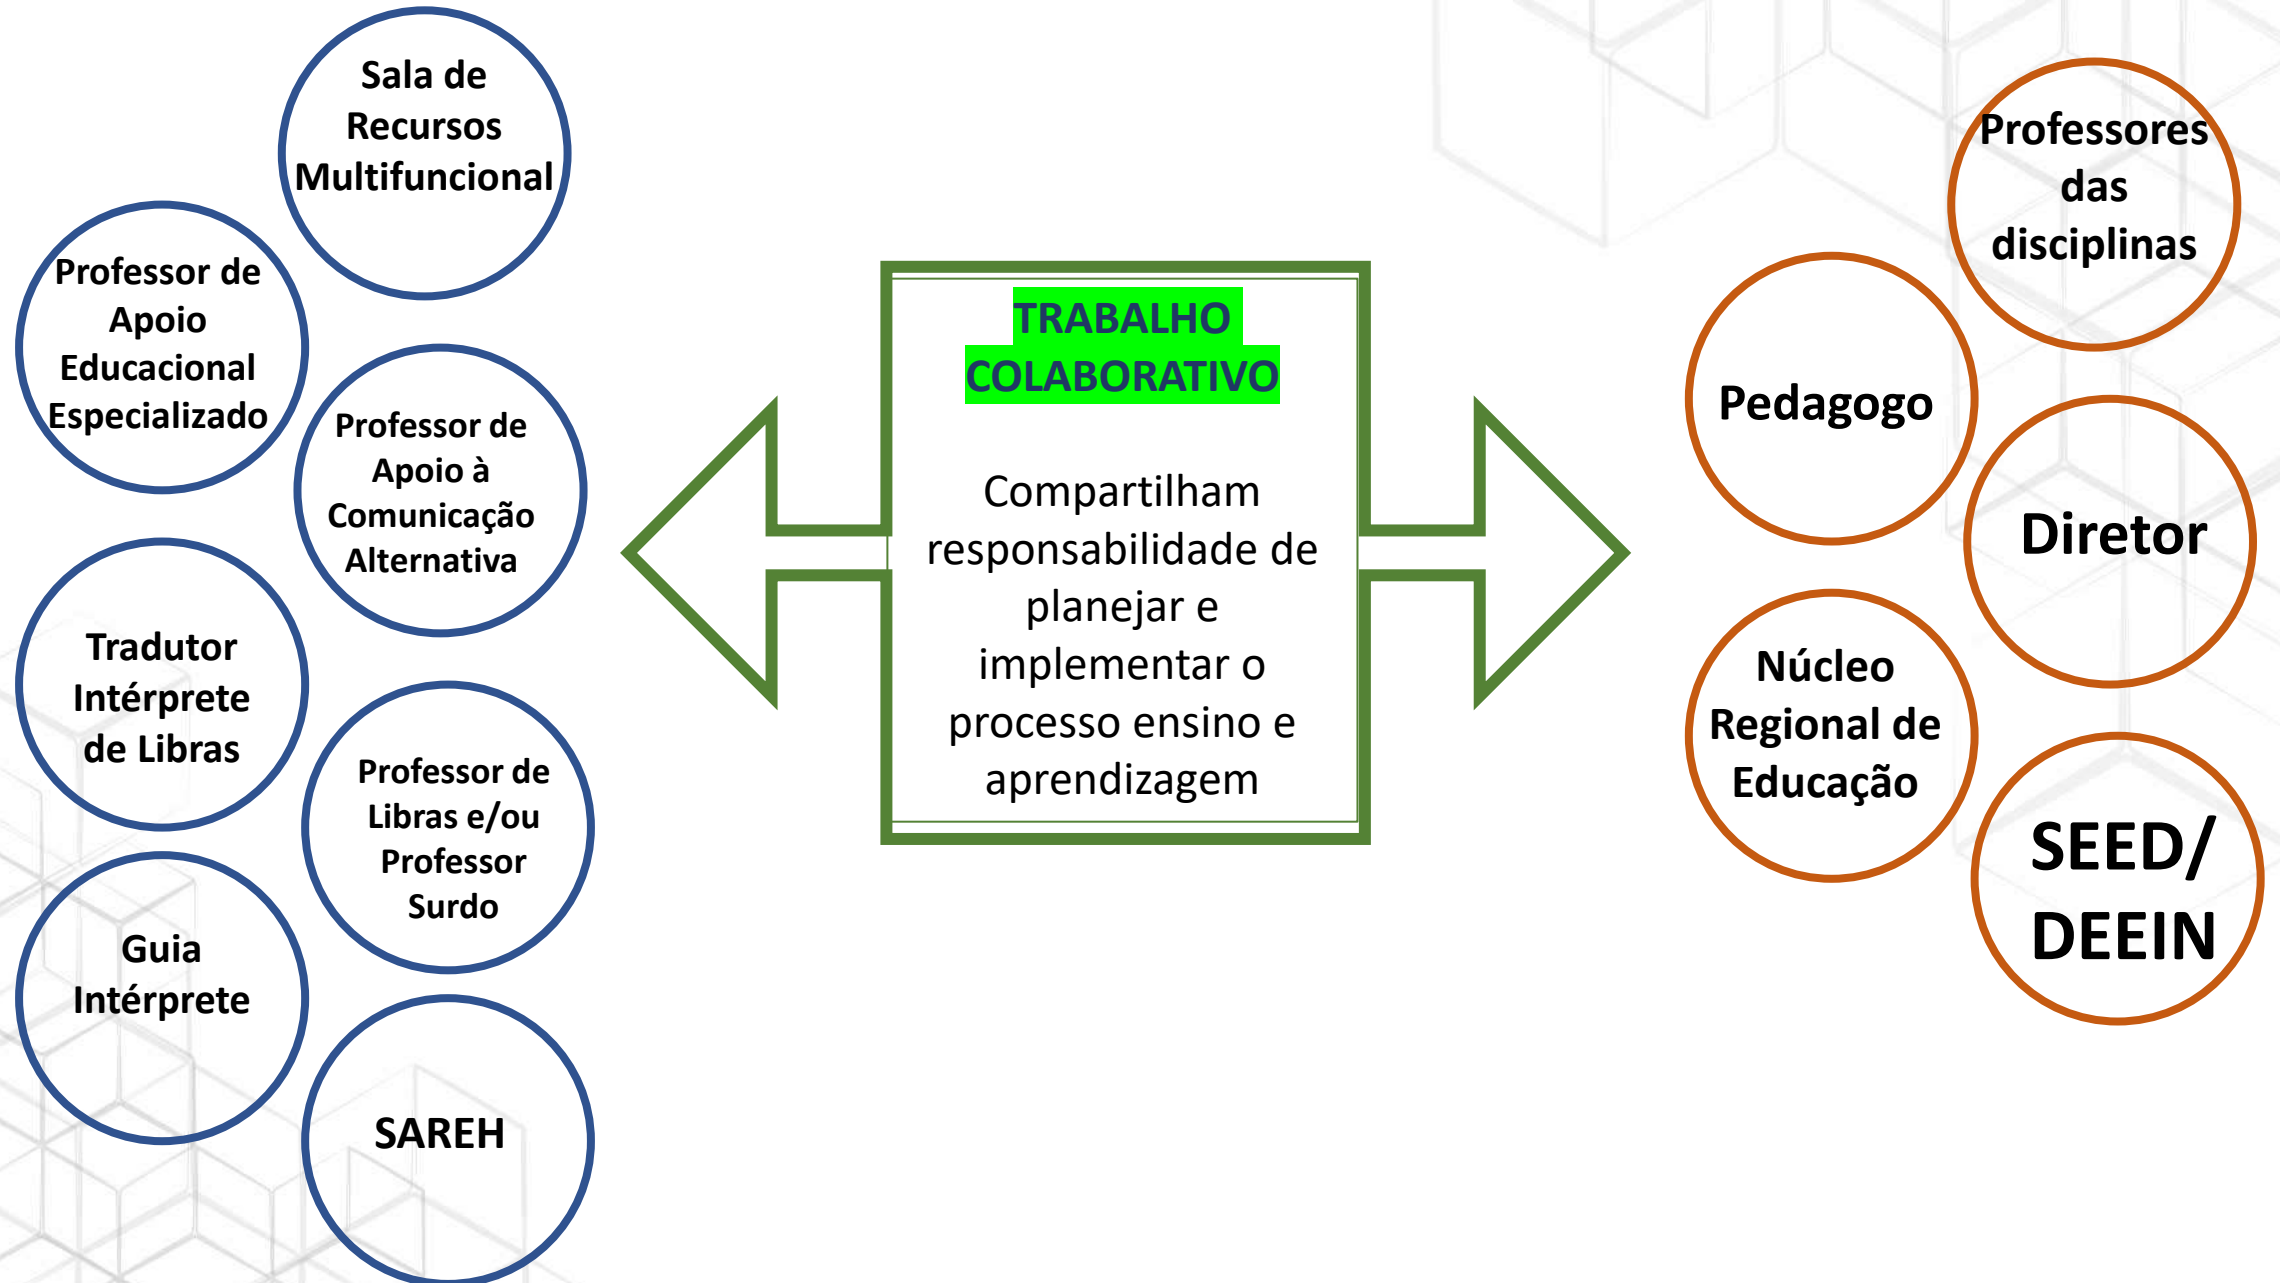 Sala de
Recursos
Multifuncional
Professor de
Apoio
Educacional
Especializado
Professor de
Apoio à
Comunicação
Alternativa
Tradutor
Intérprete
de Libras
Professor de
Libras e/ou
Professor
Surdo
Guia
Intérprete
SAREH
TRABALHO
COLABORATIVO
Compartilham
responsabilidade de
planejar e
implementar o
processo ensino e
aprendizagem
Professores
das
disciplinas
Pedagogo
Diretor
Núcleo
Regional de
Educação
SEED/
DEEIN